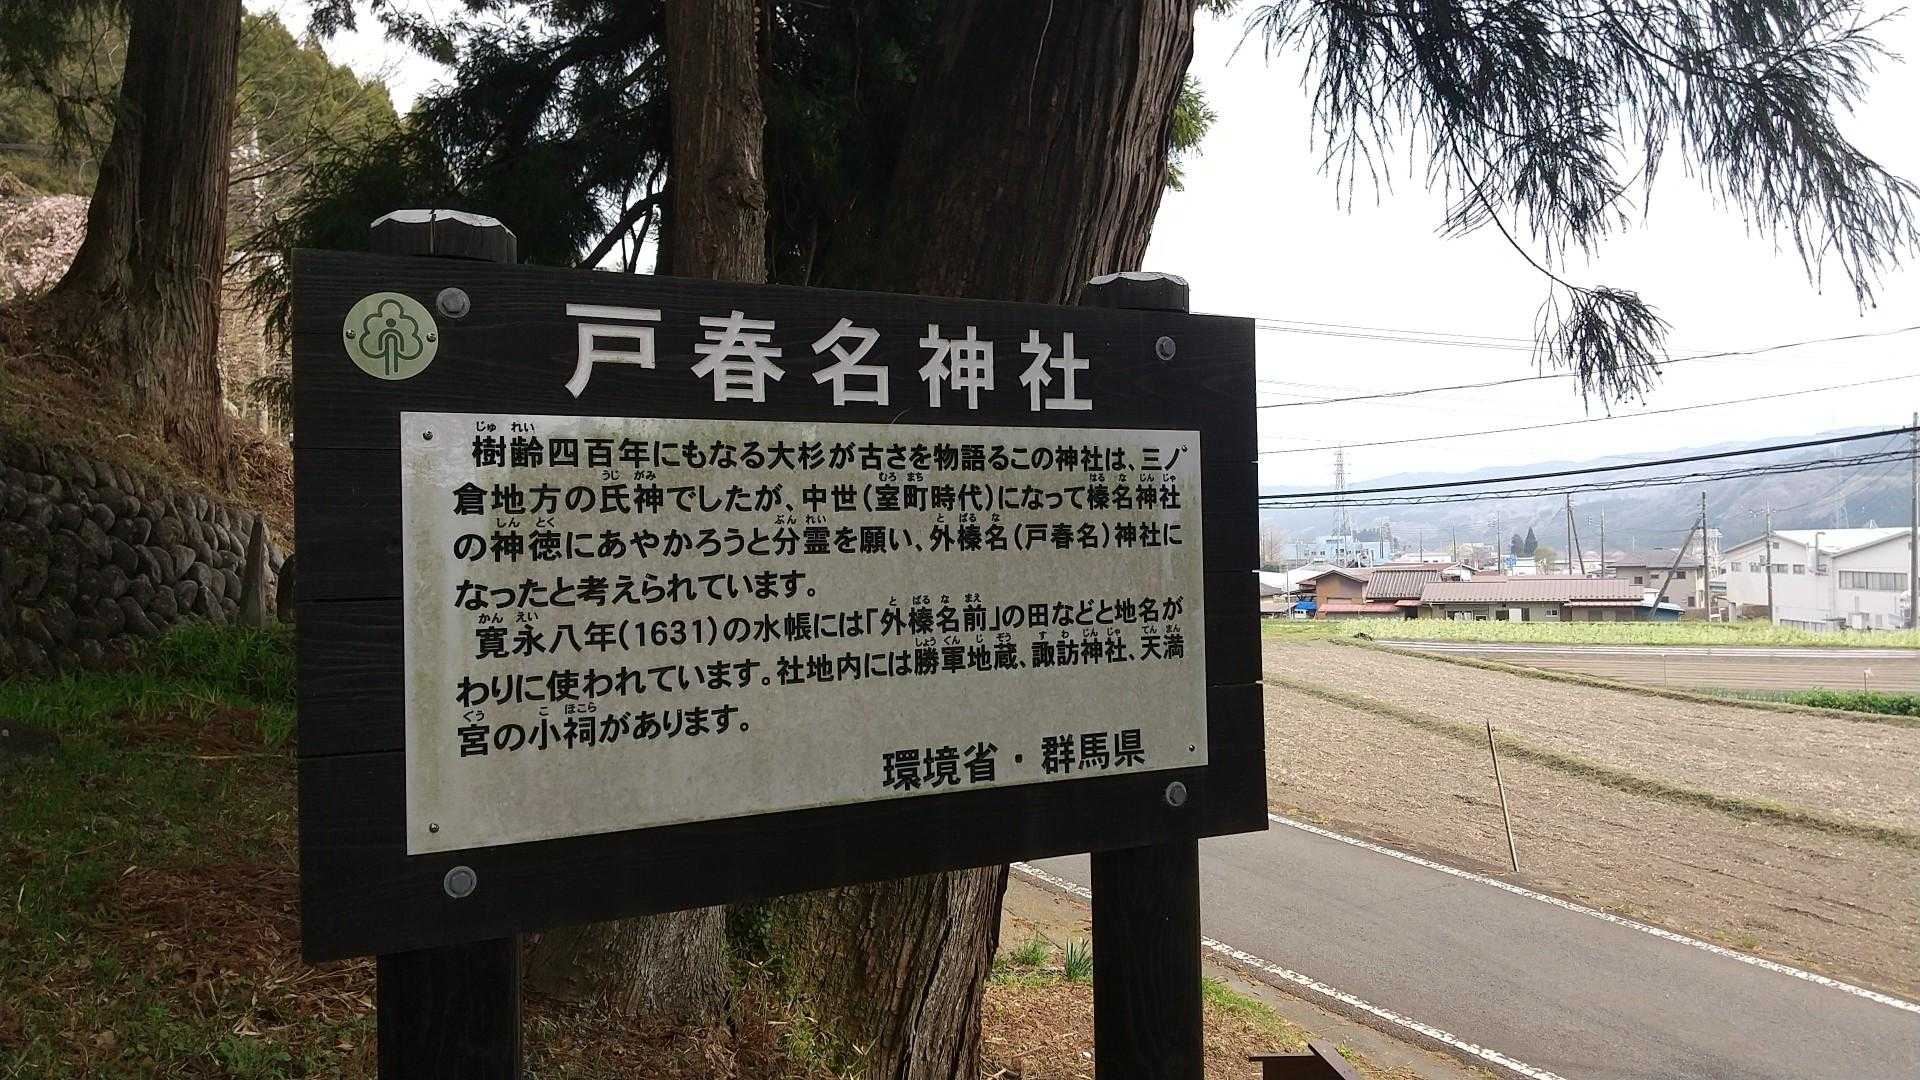 戸春名神社
樹齢四百年にもなる大杉が古さを物語るこの神社は、三ノ
倉地方の氏神でしたが、中世(室町時代)になって榛名神社
の神徳にあやかろうと分霊を願い、外榛名(戸春名)神社に
なったと考えられています。
寛永八年(1631)の水帳には「外榛名前」の田などと地名が
わりに使われています。社地内には勝軍地蔵、諏訪神社、天満
宮の小祠があります。
環境省・群馬県